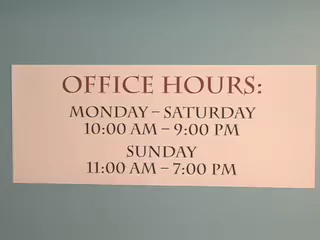 OFFICE HOURS:
MONDAY – SATURDAY
10:00 AM – 9:00 PM
SUNDAY
11:00 AM – 7:00 PM